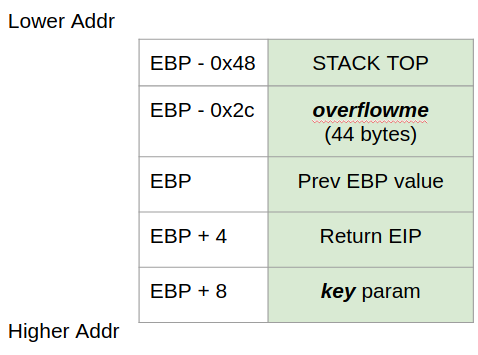 Lower Addr
EBP - 0x48 STACK TOP
EBP - 0x2c overflowme
(44 bytes)
EBP Prev EBP value
EBP + 4 Return EIP
EBP + 8 key param
Higher Addr